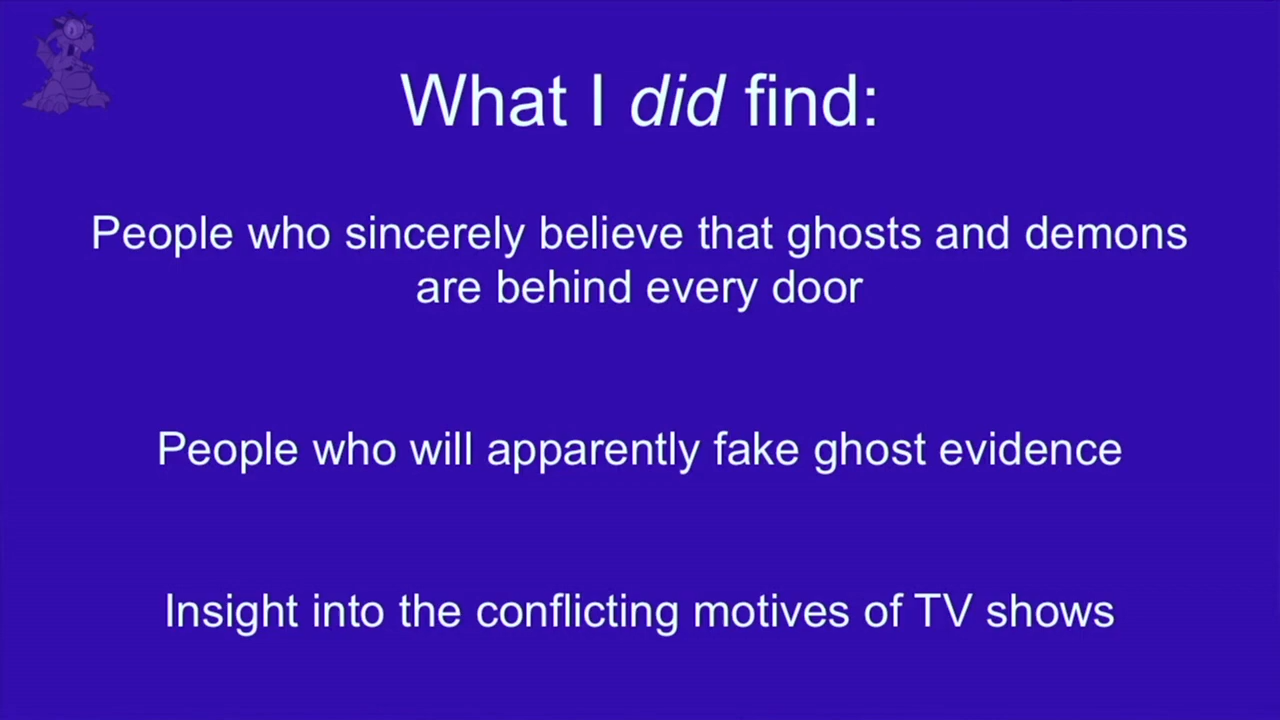 What I did find:
People who sincerely believe that ghosts and demons
are behind every door
People who will apparently fake ghost evidence
Insight into the conflicting motives of TV shows